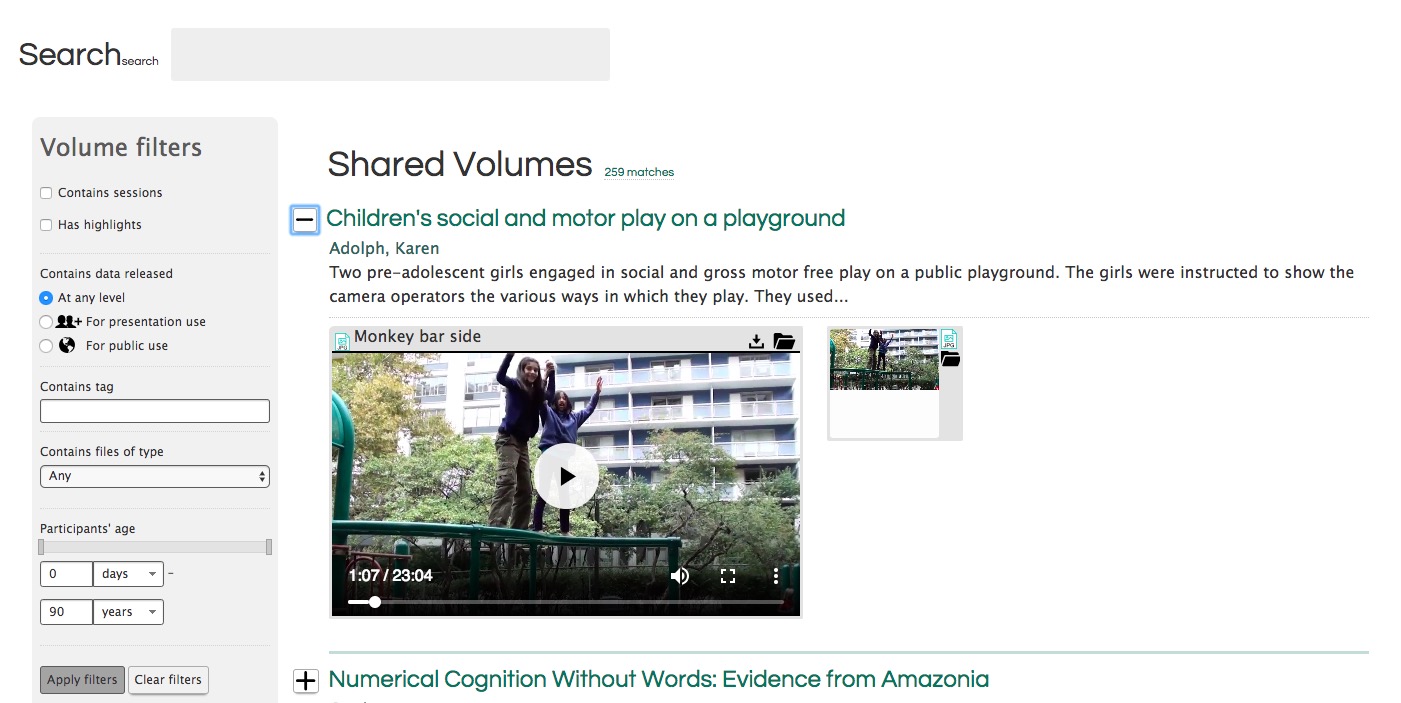 Search search
Volume filters
Contains sessions
Has highlights
Contains data released
At any level
For presentation use
For public use
Contains tag
Contains files of type
Any
Participants' age
0 days –
90 years
Apply filters Clear filters
Shared Volumes 259 matches
Children's social and motor play on a playground
Adolph, Karen
Two pre-adolescent girls engaged in social and gross motor free play on a public playground. The girls were instructed to show the
camera operators the various ways in which they play. They used...
JPG Monkey bar side
JPG
1:07 / 23:04
Numerical Cognition Without Words: Evidence from Amazonia